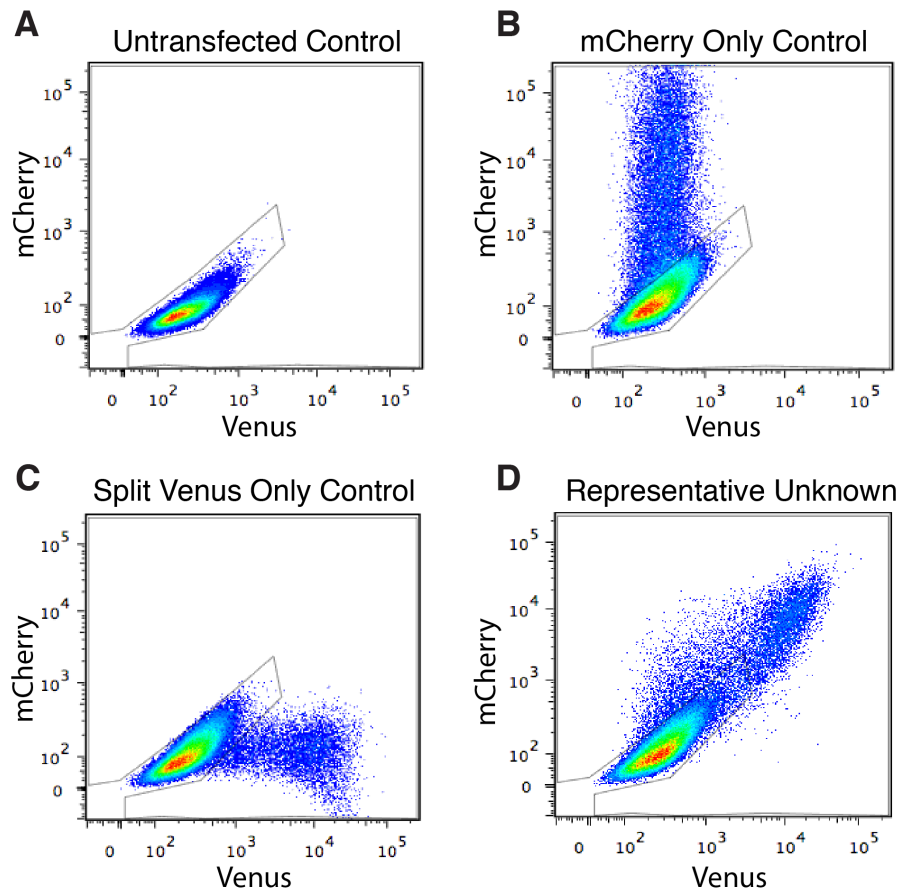 A
Untransfected Control
mCherry
10^5
10^4
10^3
10^2
0
0 10^2 10^3 10^4 10^5
Venus
B
mCherry Only Control
mCherry
10^5
10^4
10^3
10^2
0
0 10^2 10^3 10^4 10^5
Venus
C
Split Venus Only Control
mCherry
10^5
10^4
10^3
10^2
0
0 10^2 10^3 10^4 10^5
Venus
D
Representative Unknown
mCherry
10^5
10^4
10^3
10^2
0
0 10^2 10^3 10^4 10^5
Venus